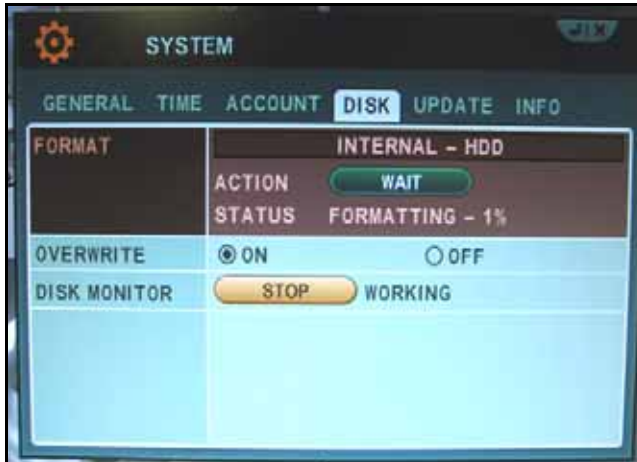 SYSTEM
GENERAL TIME ACCOUNT DISK UPDATE INFO
FORMAT INTERNAL - HDD
ACTION WAIT
STATUS FORMATTING - 1%
OVERWRITE ON OFF
DISK MONITOR STOP WORKING